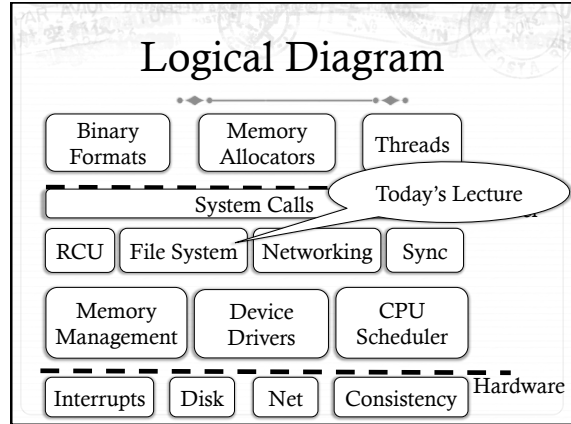 Logical Diagram
Binary
Formats
Memory
Allocators
Threads
Today's Lecture
System Calls
RCU
File System
Networking
Sync
Memory
Management
Device
Drivers
CPU
Scheduler
Hardware
Interrupts
Disk
Net
Consistency